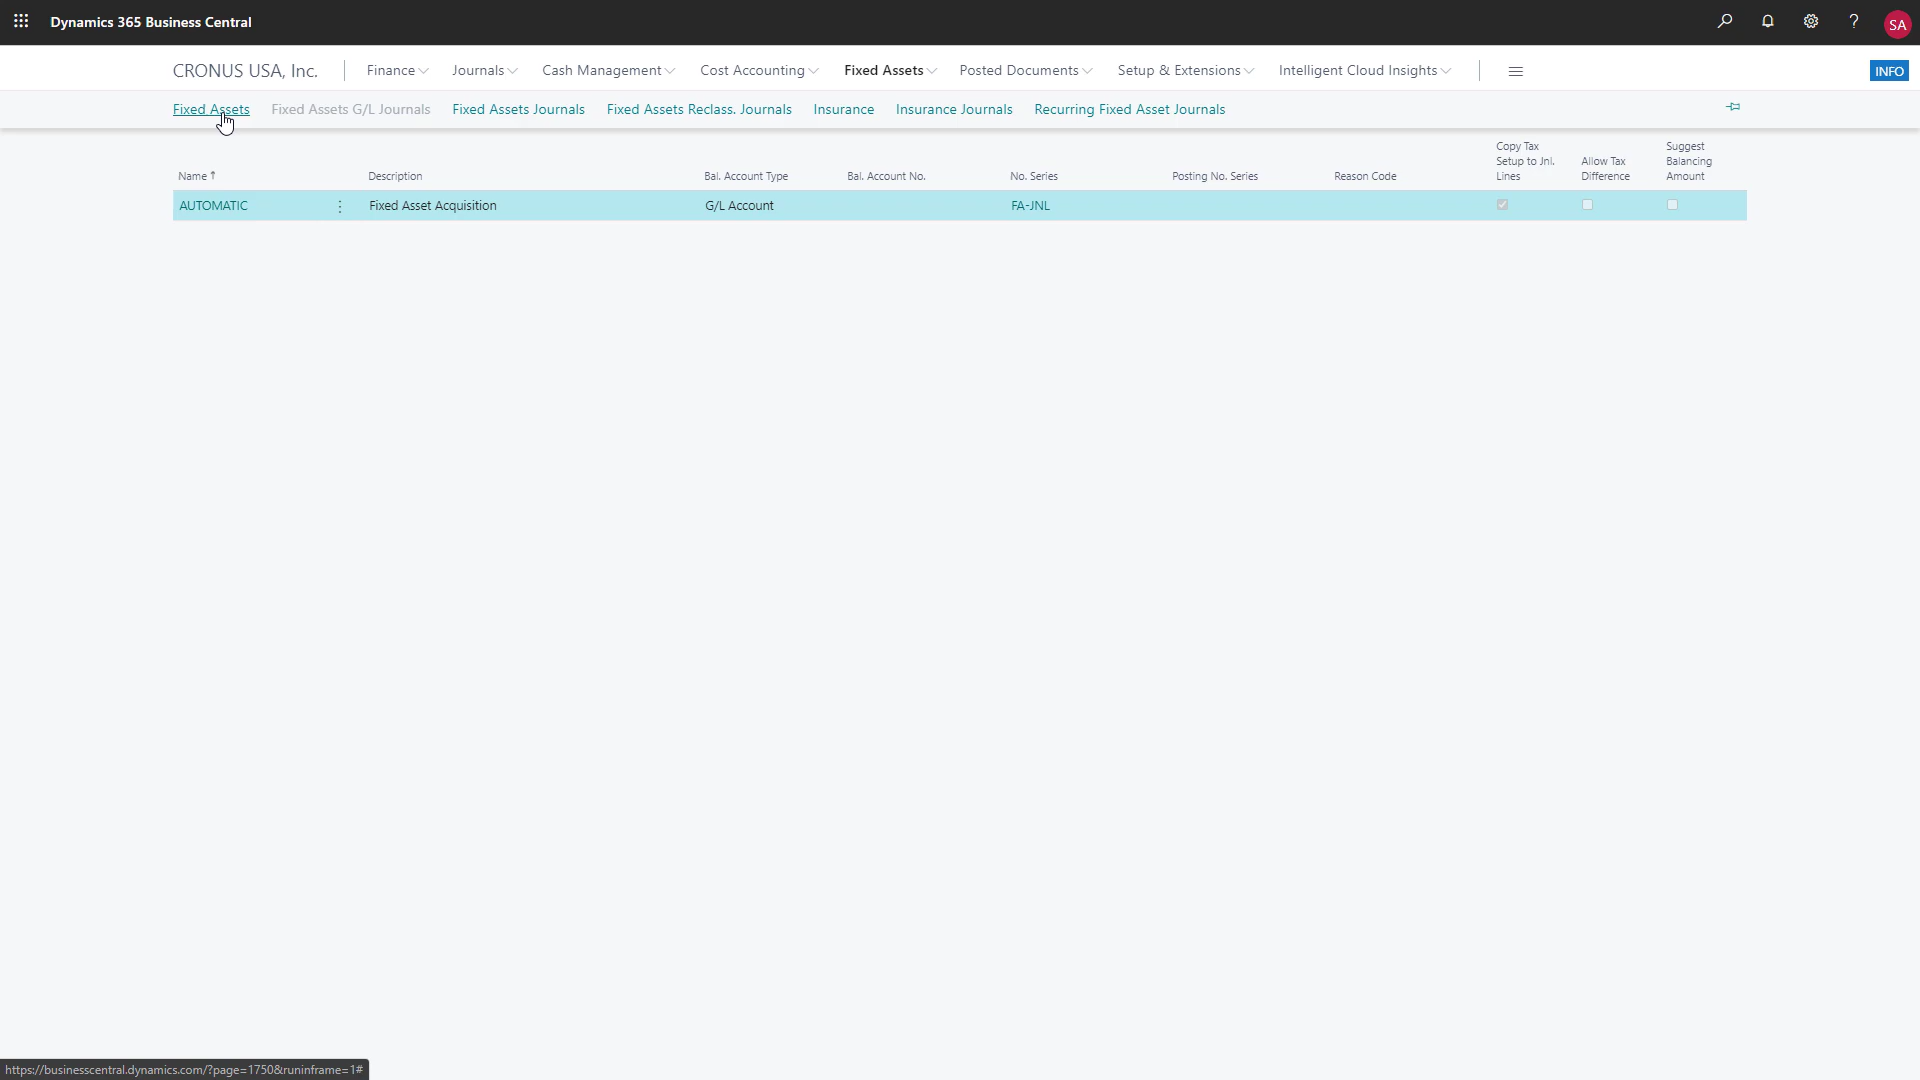 Dynamics 365 Business Central
?
SA
CRONUS USA, Inc.
Finance
Journals
Cash Management
Cost Accounting
Fixed Assets
Posted Documents
Setup & Extensions
Intelligent Cloud Insights
INFO
Fixed Assets
Fixed Assets G/L Journals
Fixed Assets Journals
Fixed Assets Reclass. Journals
Insurance
Insurance Journals
Recurring Fixed Asset Journals
Name ↑
Description
Bal. Account Type
Bal. Account No.
No. Series
Posting No. Series
Reason Code
Copy Tax
Setup to Jnl.
Lines
Allow Tax
Difference
Suggest
Balancing
Amount
AUTOMATIC
Fixed Asset Acquisition
G/L Account
FA-JNL
https://businesscentral.dynamics.com/?page=1750&runinframe=1#